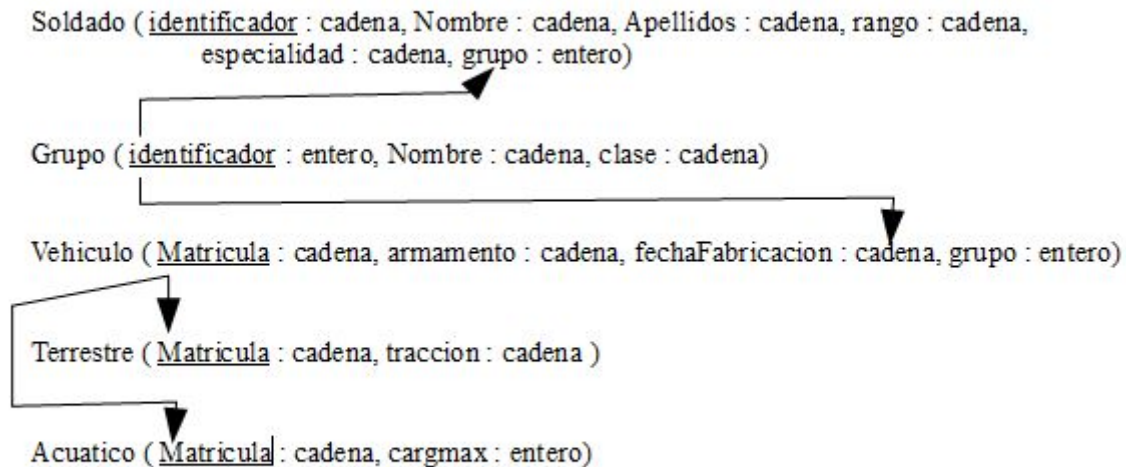 Soldado ( identificador : cadena, Nombre : cadena, Apellidos : cadena, rango : cadena,
especialidad : cadena, grupo : entero)
Grupo ( identificador : entero, Nombre : cadena, clase : cadena)
Vehiculo ( Matricula : cadena, armamento : cadena, fechaFabricacion : cadena, grupo : entero)
Terrestre ( Matricula : cadena, traccion : cadena )
Acuatico ( Matricula : cadena, cargmax : entero)